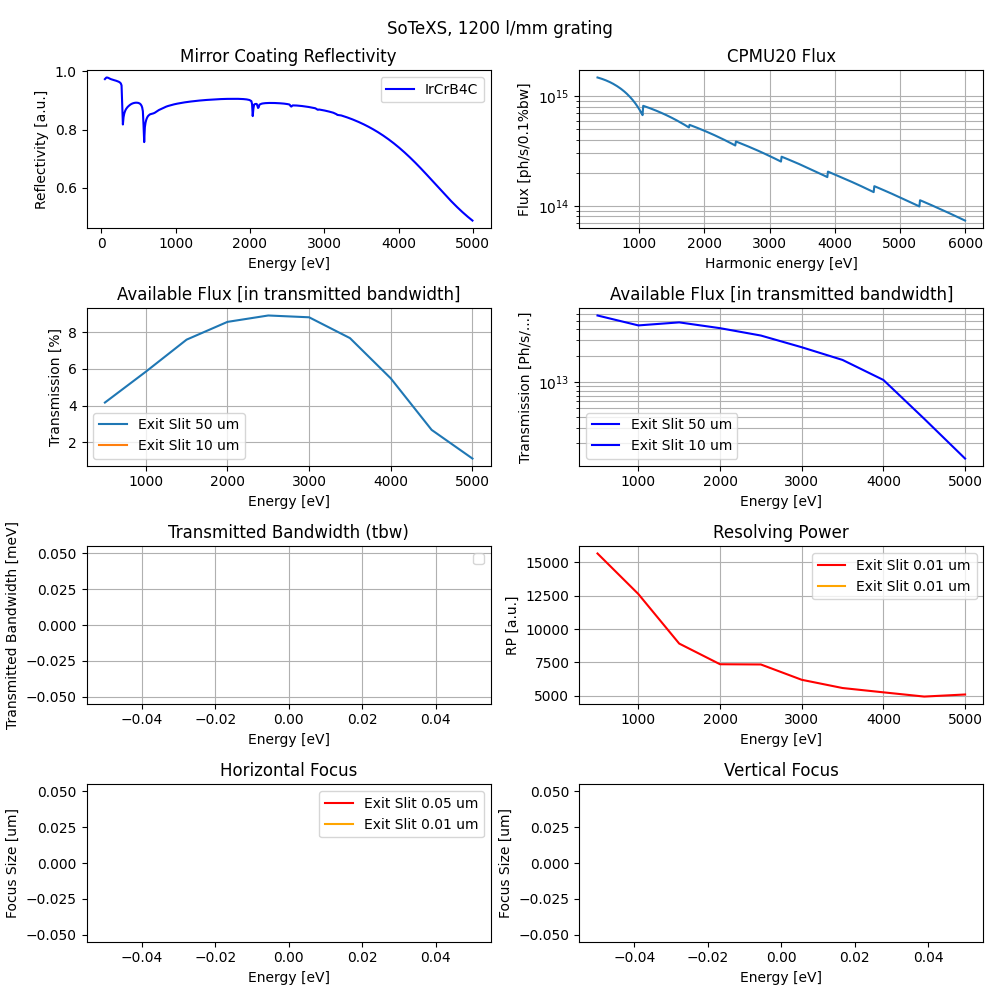 SoTeXS, 1200 l/mm grating
Mirror Coating Reflectivity
Reflectivity [a.u.]
1.0
0.8
0.6
IrCrB4C
0 1000 2000 3000 4000 5000
Energy [eV]
CPMU20 Flux
Flux [ph/s/0.1%bw]
10^15
10^14
1000 2000 3000 4000 5000 6000
Harmonic energy [eV]
Available Flux [in transmitted bandwidth]
Transmission [%]
8
6
4
2
Exit Slit 50 um
Exit Slit 10 um
1000 2000 3000 4000 5000
Energy [eV]
Available Flux [in transmitted bandwidth]
Transmission [Ph/s/...]
10^13
Exit Slit 50 um
Exit Slit 10 um
1000 2000 3000 4000 5000
Energy [eV]
Transmitted Bandwidth (tbw)
Transmitted Bandwidth [meV]
0.050
0.025
0.000
−0.025
−0.050
−0.04 −0.02 0.00 0.02 0.04
Energy [eV]
Resolving Power
RP [a.u.]
15000
12500
10000
7500
5000
Exit Slit 0.01 um
Exit Slit 0.01 um
1000 2000 3000 4000 5000
Energy [eV]
Horizontal Focus
Focus Size [um]
0.050
0.025
0.000
−0.025
−0.050
Exit Slit 0.05 um
Exit Slit 0.01 um
−0.04 −0.02 0.00 0.02 0.04
Energy [eV]
Vertical Focus
Focus Size [um]
0.050
0.025
0.000
−0.025
−0.050
−0.04 −0.02 0.00 0.02 0.04
Energy [eV]